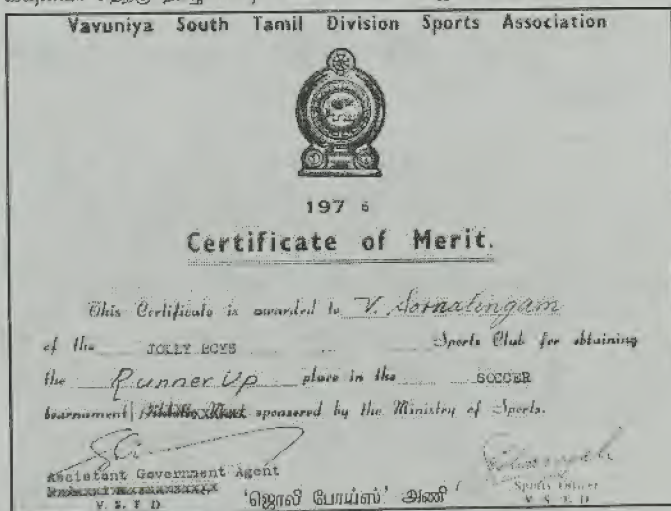 Vavuniya South Tamil Division Sports Association
197 6
Certificate of Merit.
This Certificate is awarded to V. Sornalingam
of the JOLLY BOYS Sports Club for obtaining
the Runner Up place in the SOCCER
tournament sponsered by the Ministry of Sports.
Assistant Government Agent
V. S. T D
'ஜொலி போய்ஸ்' அணி
Sports Officer
V S T D